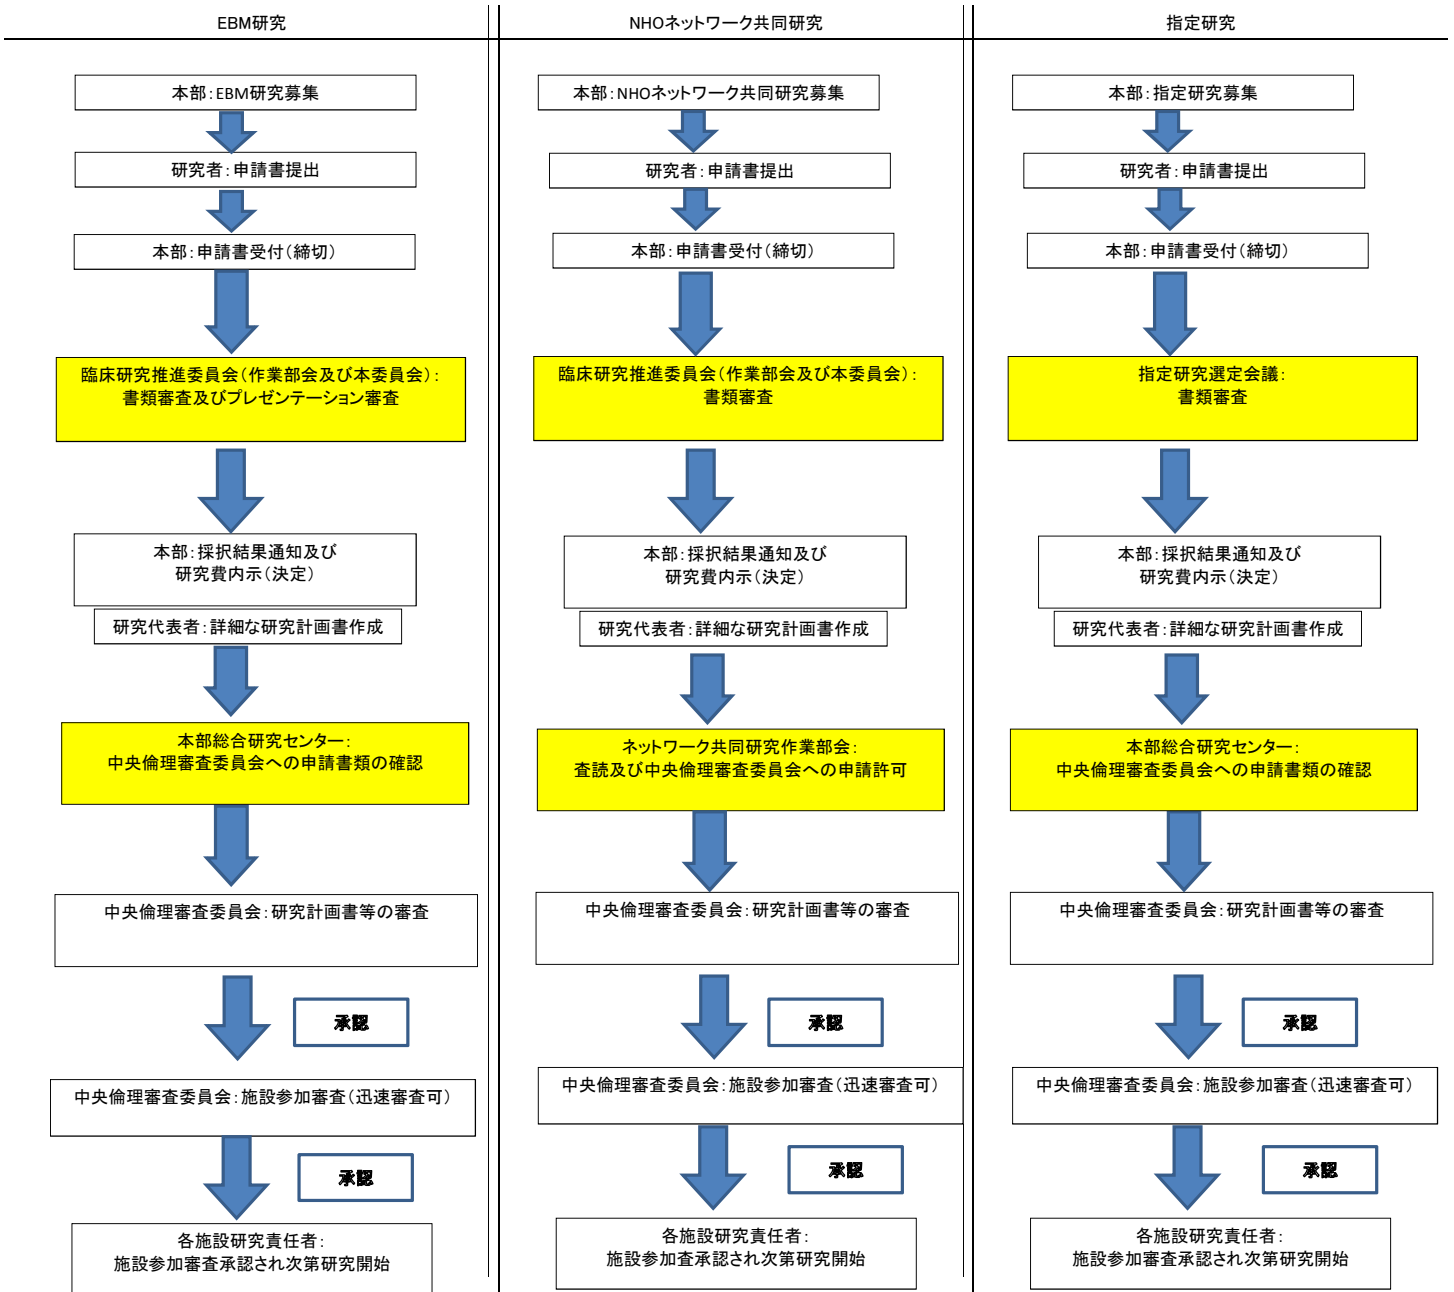 EBM研究
本部：EBM研究募集
研究者：申請書提出
本部：申請書受付（締切）
臨床研究推進委員会（作業部会及び本委員会）：
書類審査及びプレゼンテーション審査
本部：採択結果通知及び
研究費内示（決定）
研究代表者：詳細な研究計画書作成
本部総合研究センター：
中央倫理審査委員会への申請書類の確認
中央倫理審査委員会：研究計画書等の審査
承認
中央倫理審査委員会：施設参加審査（迅速審査可）
承認
各施設研究責任者：
施設参加審査承認され次第研究開始
NHOネットワーク共同研究
本部：NHOネットワーク共同研究募集
研究者：申請書提出
本部：申請書受付（締切）
臨床研究推進委員会（作業部会及び本委員会）：
書類審査
本部：採択結果通知及び
研究費内示（決定）
研究代表者：詳細な研究計画書作成
ネットワーク共同研究作業部会：
査読及び中央倫理審査委員会への申請許可
中央倫理審査委員会：研究計画書等の審査
承認
中央倫理審査委員会：施設参加審査（迅速審査可）
承認
各施設研究責任者：
施設参加査承認され次第研究開始
指定研究
本部：指定研究募集
研究者：申請書提出
本部：申請書受付（締切）
指定研究選定会議：
書類審査
本部：採択結果通知及び
研究費内示（決定）
研究代表者：詳細な研究計画書作成
本部総合研究センター：
中央倫理審査委員会への申請書類の確認
中央倫理審査委員会：研究計画書等の審査
承認
中央倫理審査委員会：施設参加審査（迅速審査可）
承認
各施設研究責任者：
施設参加審査承認され次第研究開始